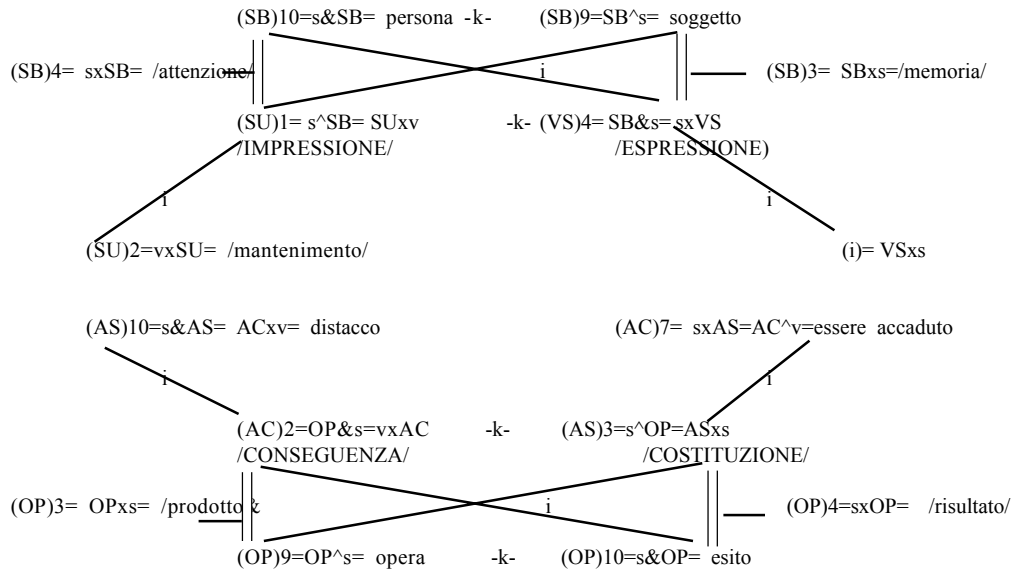 (SB)10=s&SB= persona -k- (SB)9=SB^s= soggetto
(SB)4= sxSB= /attenzione/ i (SB)3= SBxs=/memoria/
(SU)1= s^SB= SUxv -k- (VS)4= SB&s= sxVS
/IMPRESSIONE/ /ESPRESSIONE)
i i
(SU)2=vxSU= /mantenimento/ (i)= VSxs
(AS)10=s&AS= ACxv= distacco (AC)7= sxAS=AC^v=essere accaduto
i i
(AC)2=OP&s=vxAC -k- (AS)3=s^OP=ASxs
/CONSEGUENZA/ /COSTITUZIONE/
(OP)3= OPxs= /prodotto& i (OP)4=sxOP= /risultato/
(OP)9=OP^s= opera -k- (OP)10=s&OP= esito